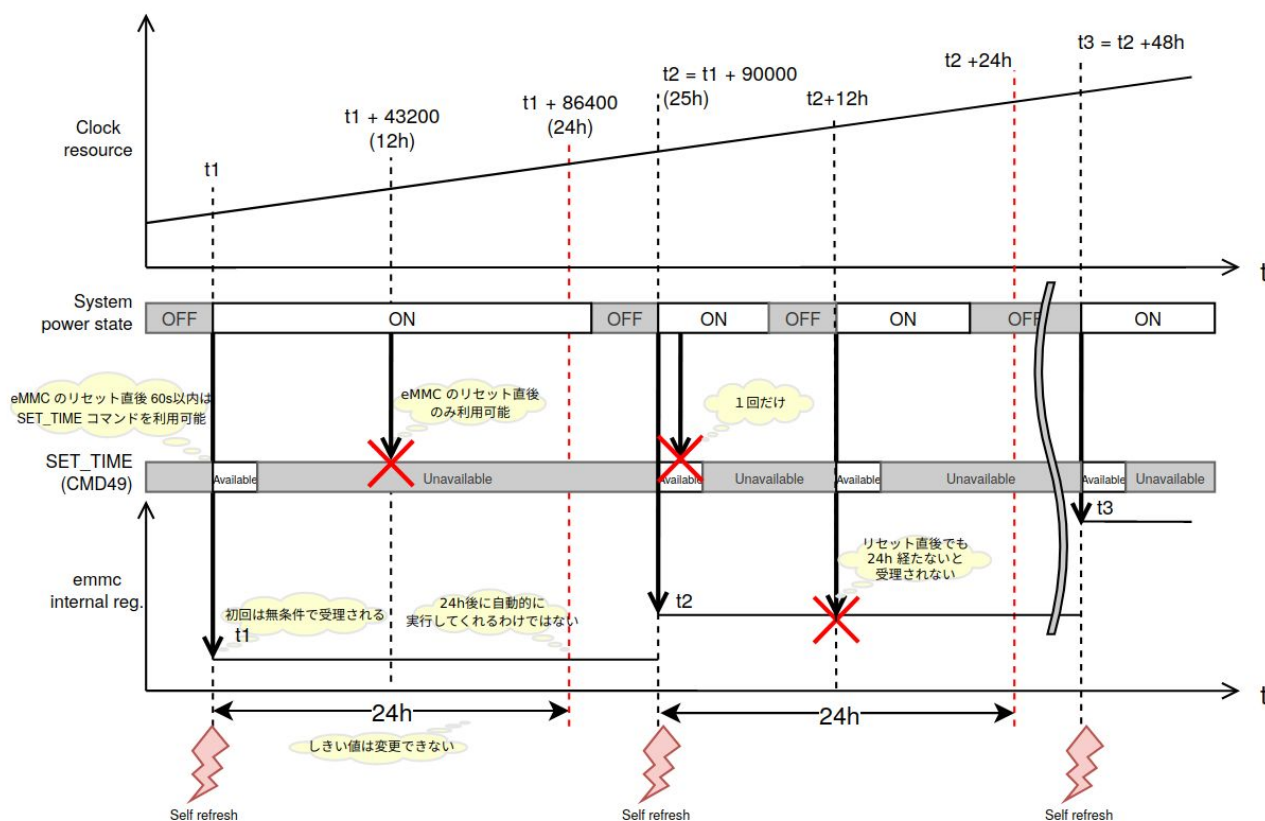 t3 = t2 +48h
t2 +24h
t2 = t1 + 90000
(25h)
t2+12h
t1 + 86400
(24h)
t1 + 43200
(12h)
t1
Clock
resource
t
System
power state
OFF
ON
OFF
ON
OFF
ON
OFF
ON
eMMC のリセット直後 60s以内は
SET_TIME コマンドを利用可能
eMMC のリセット直後
のみ利用可能
1回だけ
SET_TIME
(CMD49)
Available
Unavailable
Available
Unavailable
Available
Unavailable
Available
Unavailable
t3
リセット直後でも
24h 経たないと
受理されない
emmc
internal reg.
初回は無条件で受理される
t1
24h後に自動的に
実行してくれるわけではない
t2
t
24h
24h
しきい値は変更できない
Self refresh
Self refresh
Self refresh